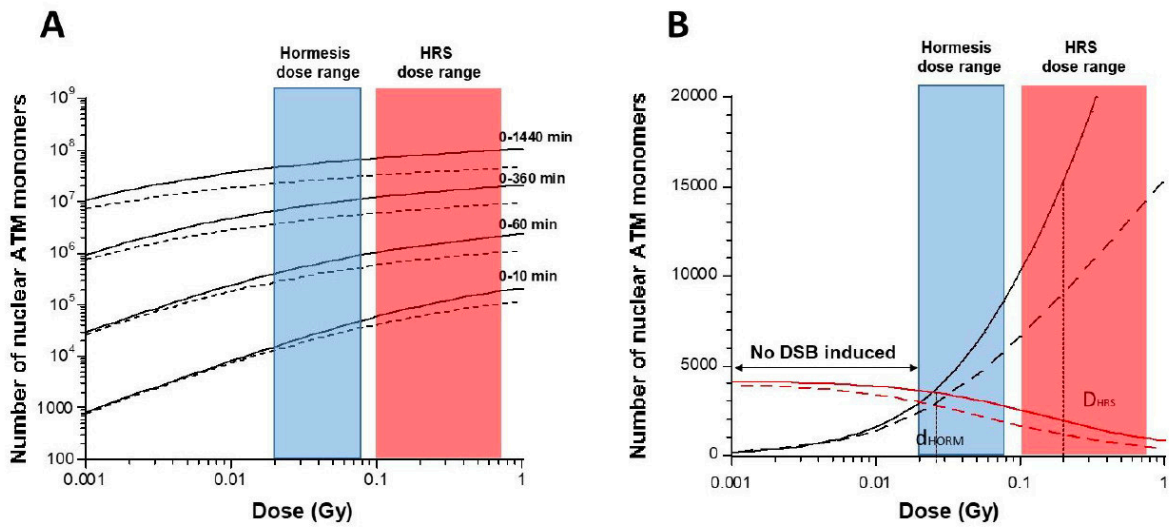 A
Hormesis
dose range
HRS
dose range
Number of nuclear ATM monomers
10⁹
10⁸
10⁷
10⁶
10⁵
10⁴
1000
100
0-1440 min
0-360 min
0-60 min
0-10 min
0.001
0.01
0.1
1
Dose (Gy)
B
Hormesis
dose range
HRS
dose range
Number of nuclear ATM monomers
20000
15000
10000
5000
0
No DSB induced
dHORM
DHRS
0.001
0.01
0.1
1
Dose (Gy)